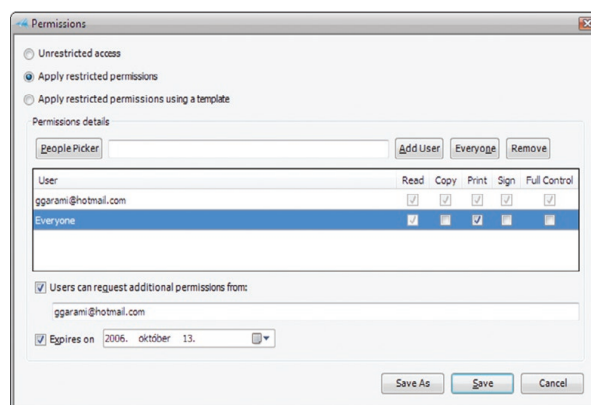 Permissions
Unrestricted access
Apply restricted permissions
Apply restricted permissions using a template
Permissions details
People Picker Add User Everyone Remove
User Read Copy Print Sign Full Control
ggarami@hotmail.com
Everyone
Users can request additional permissions from:
ggarami@hotmail.com
Expires on 2006. október 13.
Save As Save Cancel